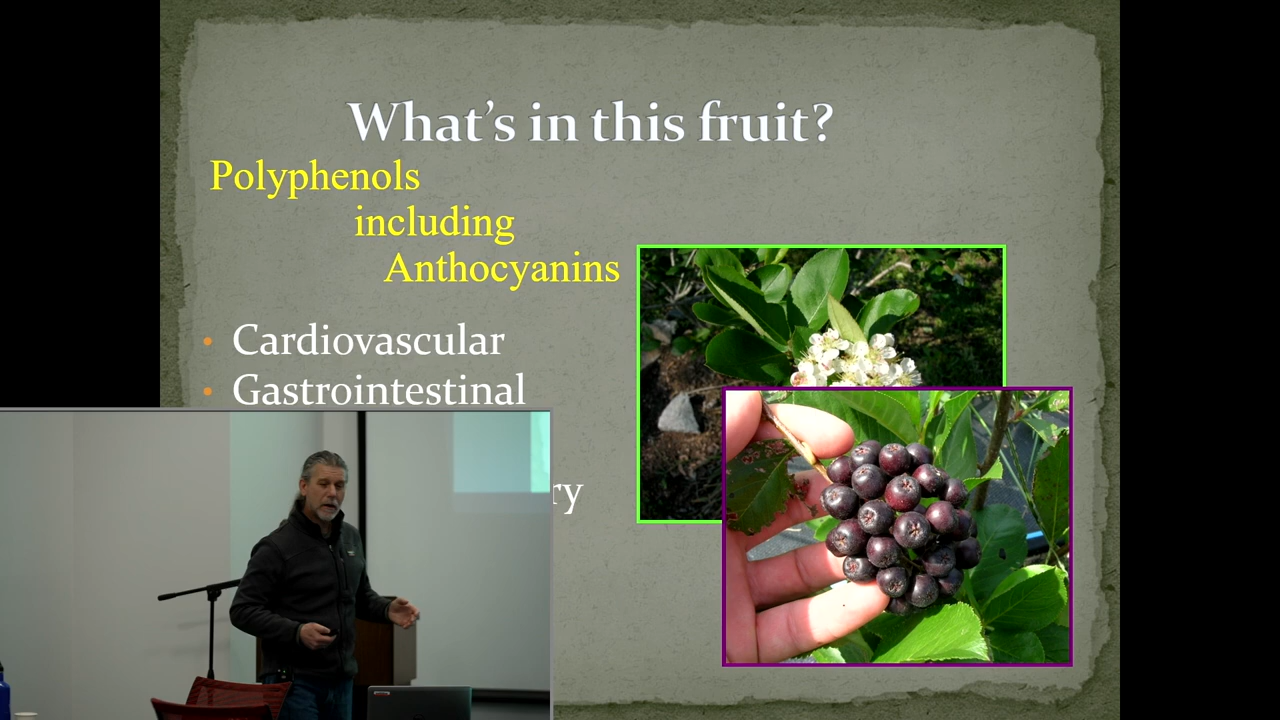 What's in this fruit?
Polyphenols
including
Anthocyanins
• Cardiovascular
• Gastrointestinal